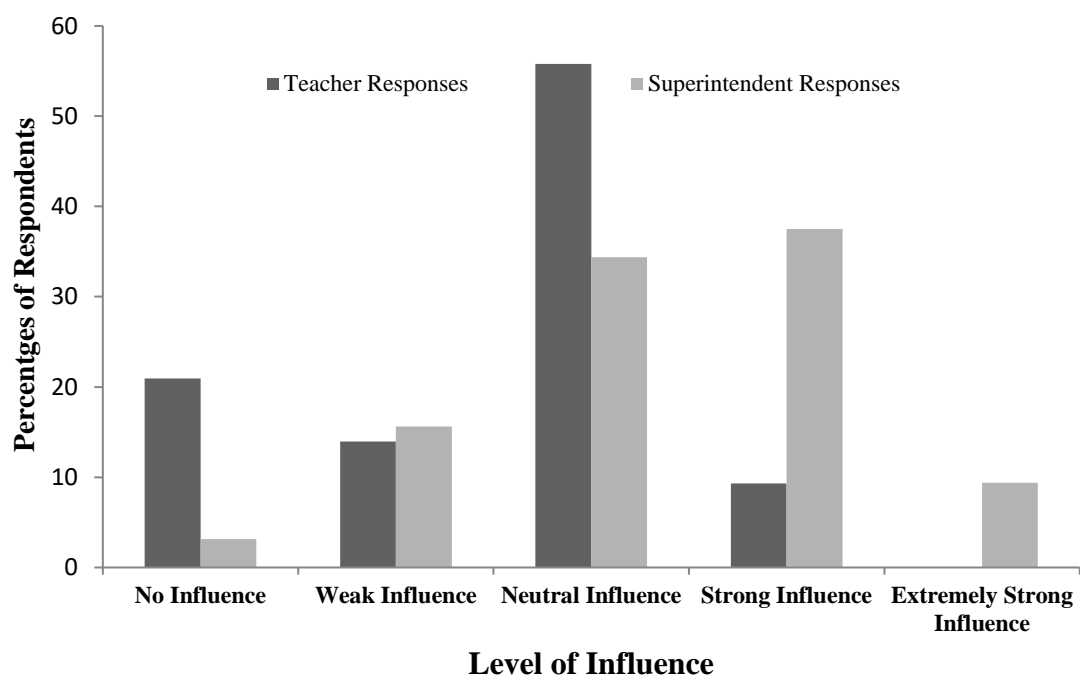 60
50
40
30
20
10
0
Percentges of Respondents
Teacher Responses
Superintendent Responses
No Influence
Weak Influence
Neutral Influence
Strong Influence
Extremely Strong
Influence
Level of Influence